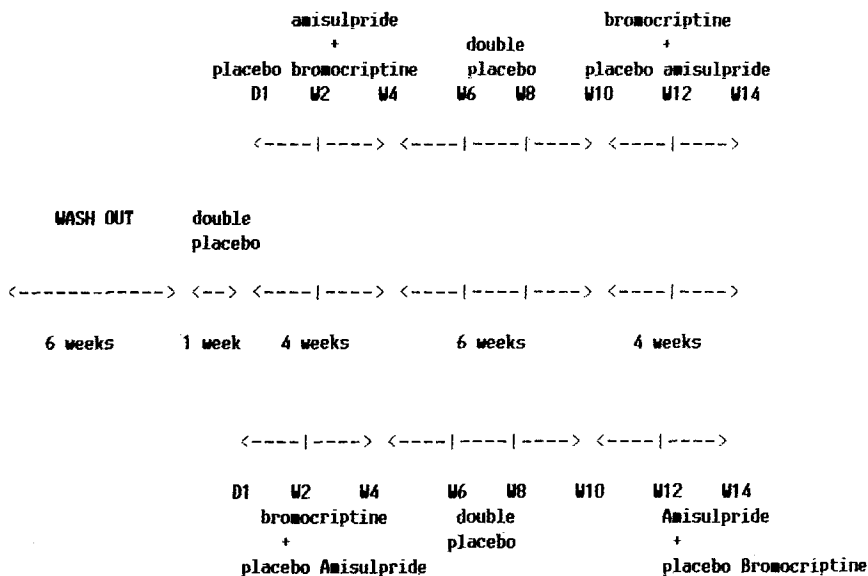 amisulpride bromocriptine
+ double +
placebo bromocriptine placebo placebo amisulpride
D1 W2 W4 W6 W8 W10 W12 W14
<----|----> <----|----|----> <----|---->
WASH OUT double
placebo
<------------> <--> <----|----> <----|----|----> <----|---->
6 weeks 1 week 4 weeks 6 weeks 4 weeks
<----|----> <----|----|----> <----|---->
D1 W2 W4 W6 W8 W10 W12 W14
bromocriptine double Amisulpride
+ placebo +
placebo Amisulpride placebo Bromocriptine